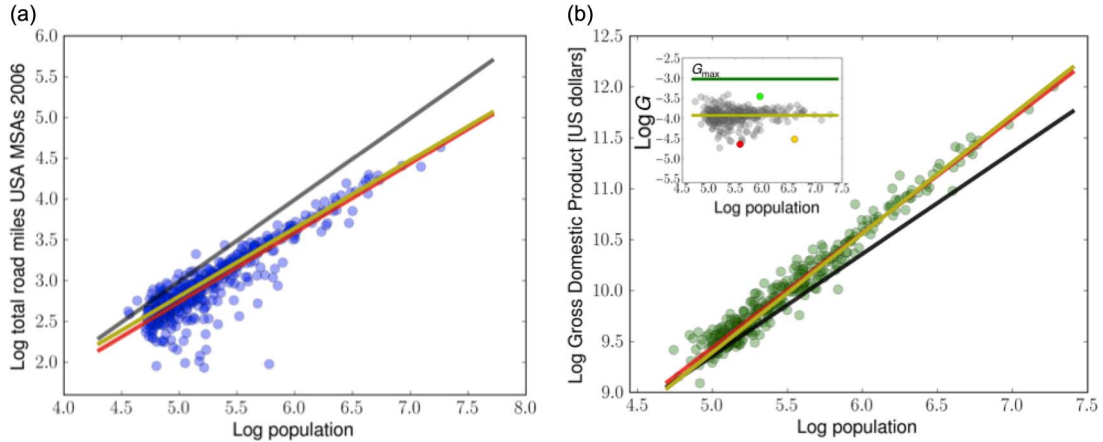 (a)
Log total road miles USA MSAs 2006
6.0
5.5
5.0
4.5
4.0
3.5
3.0
2.5
2.0
4.0 4.5 5.0 5.5 6.0 6.5 7.0 7.5 8.0
Log population
(b)
Log Gross Domestic Product [US dollars]
12.5
12.0
11.5
11.0
10.5
10.0
9.5
9.0
4.5 5.0 5.5 6.0 6.5 7.0 7.5
Log population
Log G
-2.5
-3.0
-3.5
-4.0
-4.5
-5.0
-5.5
Gmax
4.5 5.0 5.5 6.0 6.5 7.0 7.5
Log population